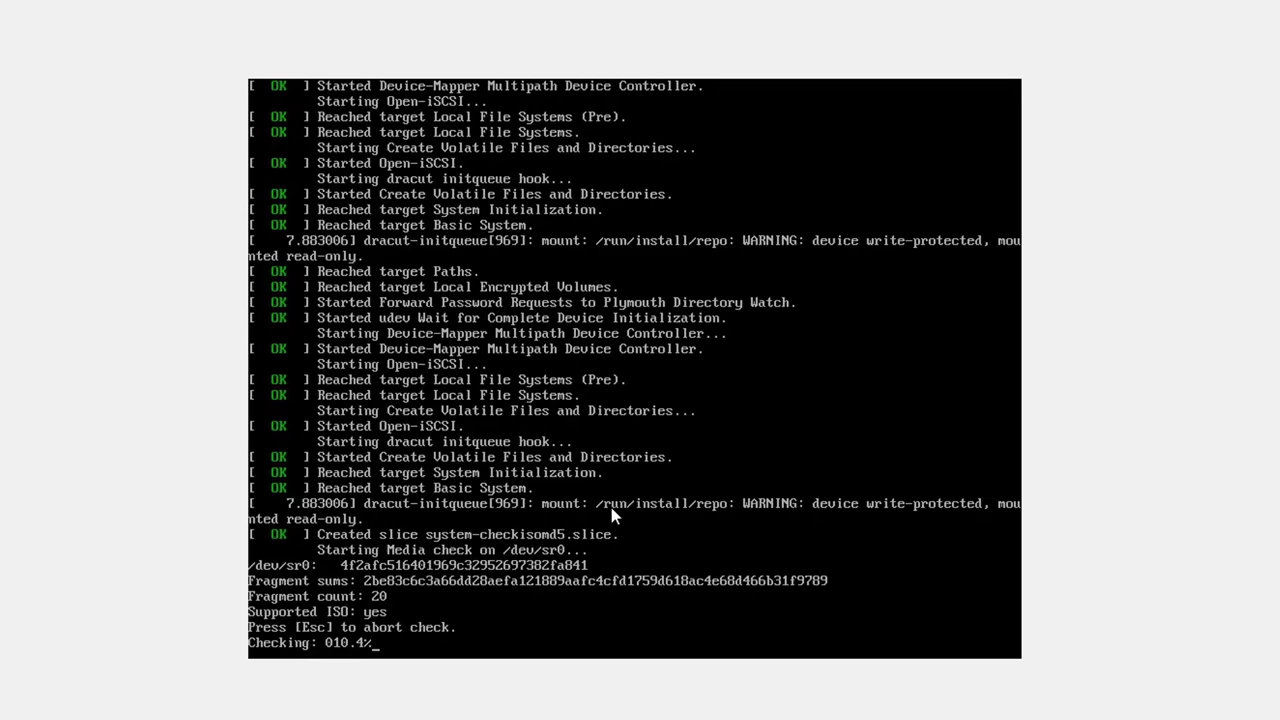 [  OK  ] Started Device-Mapper Multipath Device Controller.
         Starting Open-iSCSI...
[  OK  ] Reached target Local File Systems (Pre).
[  OK  ] Reached target Local File Systems.
         Starting Create Volatile Files and Directories...
[  OK  ] Started Open-iSCSI.
         Starting dracut initqueue hook...
[  OK  ] Started Create Volatile Files and Directories.
[  OK  ] Reached target System Initialization.
[  OK  ] Reached target Basic System.
[    7.883006] dracut-initqueue[969]: mount: /run/install/repo: WARNING: device write-protected, mou
nted read-only.
[  OK  ] Reached target Paths.
[  OK  ] Reached target Local Encrypted Volumes.
[  OK  ] Started Forward Password Requests to Plymouth Directory Watch.
[  OK  ] Started udev Wait for Complete Device Initialization.
         Starting Device-Mapper Multipath Device Controller...
[  OK  ] Started Device-Mapper Multipath Device Controller.
         Starting Open-iSCSI...
[  OK  ] Reached target Local File Systems (Pre).
[  OK  ] Reached target Local File Systems.
         Starting Create Volatile Files and Directories...
[  OK  ] Started Open-iSCSI.
         Starting dracut initqueue hook...
[  OK  ] Started Create Volatile Files and Directories.
[  OK  ] Reached target System Initialization.
[  OK  ] Reached target Basic System.
[    7.883006] dracut-initqueue[969]: mount: /run/install/repo: WARNING: device write-protected, mou
nted read-only.
[  OK  ] Created slice system-checkisomd5.slice.
         Starting Media check on /dev/sr0...
/dev/sr0:   4f2afc516401969c32952697382fa841
Fragment sums: 2be83c6c3a66dd28aefa121889aafc4cfd1759d618ac4e68d466b31f9789
Fragment count: 20
Supported ISO: yes
Press [Esc] to abort check.
Checking: 010.4%_